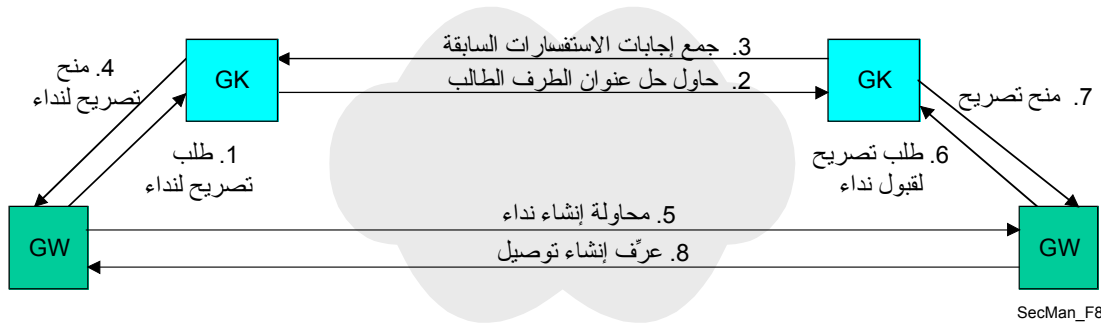 3. جمع إجابات الاستفسارات السابقة
GK
GK
4. منح
تصريح لنداء
2. حاول حل عنوان الطرف الطالب
7. منح تصريح
1. طلب
تصريح لنداء
6. طلب تصريح
لقبول نداء
5. محاولة إنشاء نداء
GW
GW
8. عرِّف إنشاء توصيل
SecMan_F8